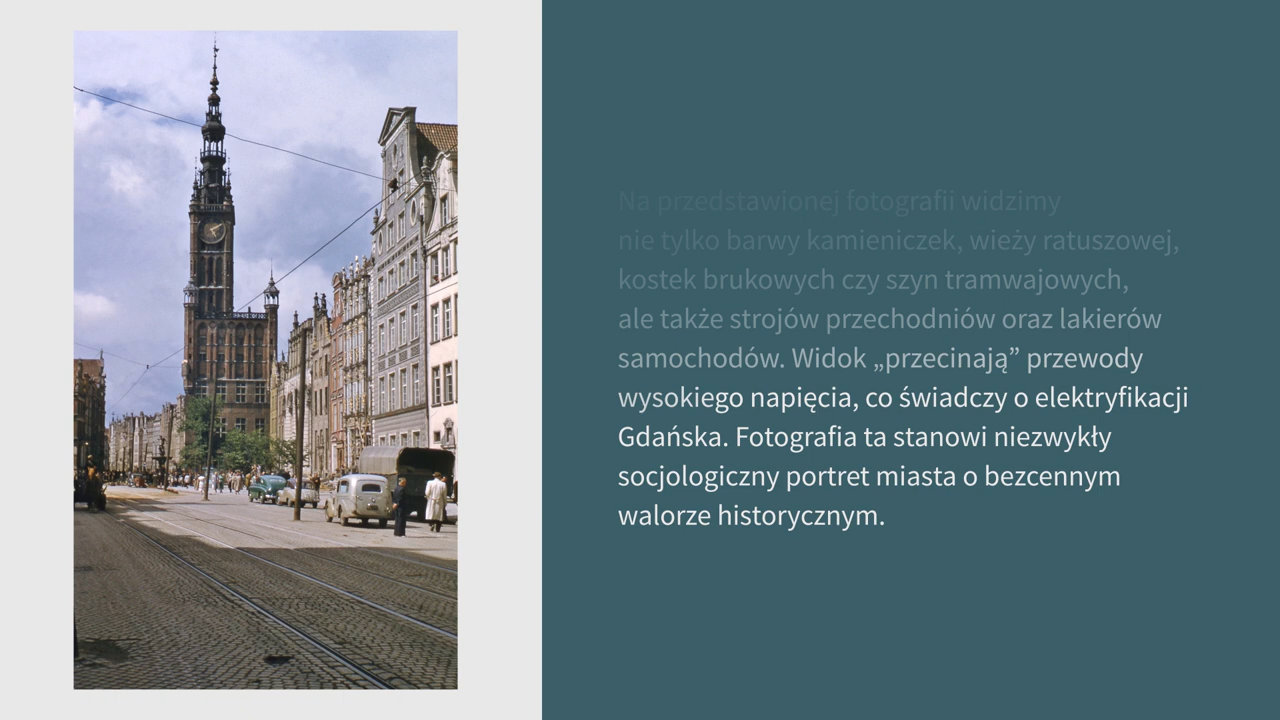 Na przedstawionej fotografii widzimy
nie tylko barwy kamieniczek, wieży ratuszowej,
kostek brukowych czy szyn tramwajowych,
ale także strojów przechodniów oraz lakierów
samochodów. Widok „przecinają” przewody
wysokiego napięcia, co świadczy o elektryfikacji
Gdańska. Fotografia ta stanowi niezwykły
socjologiczny portret miasta o bezcennym
walorze historycznym.